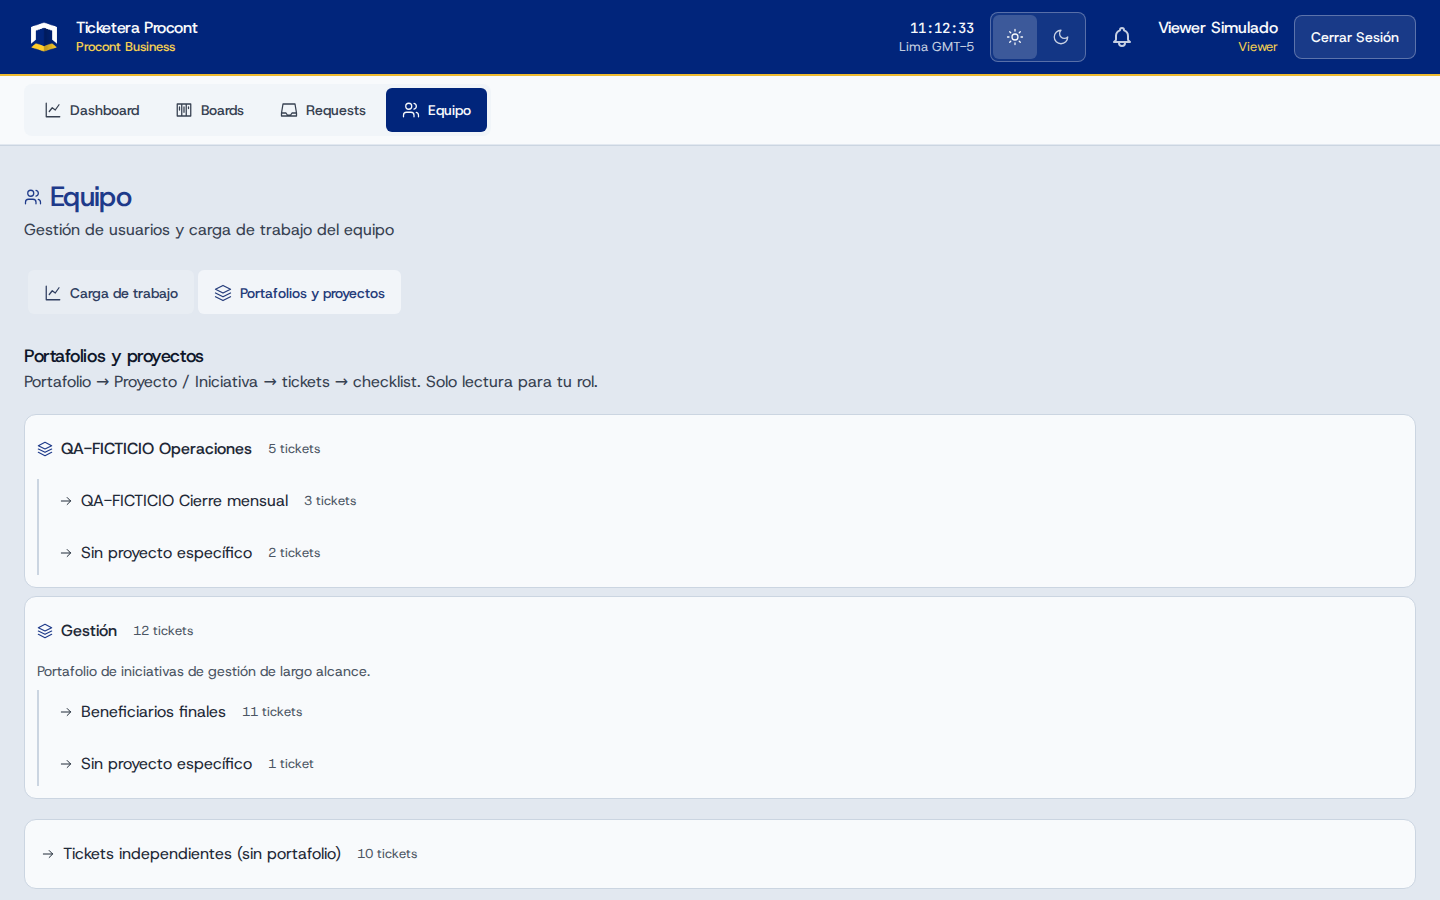 Ticketera Procont
Procont Business
11:12:33
Lima GMT-5
Viewer Simulado
Viewer
Cerrar Sesión
Dashboard
Boards
Requests
Equipo
Equipo
Gestión de usuarios y carga de trabajo del equipo
Carga de trabajo
Portafolios y proyectos
Portafolios y proyectos
Portafolio → Proyecto / Iniciativa → tickets → checklist. Solo lectura para tu rol.
QA-FICTICIO Operaciones 5 tickets
→ QA-FICTICIO Cierre mensual 3 tickets
→ Sin proyecto específico 2 tickets
Gestión 12 tickets
Portafolio de iniciativas de gestión de largo alcance.
→ Beneficiarios finales 11 tickets
→ Sin proyecto específico 1 ticket
→ Tickets independientes (sin portafolio) 10 tickets